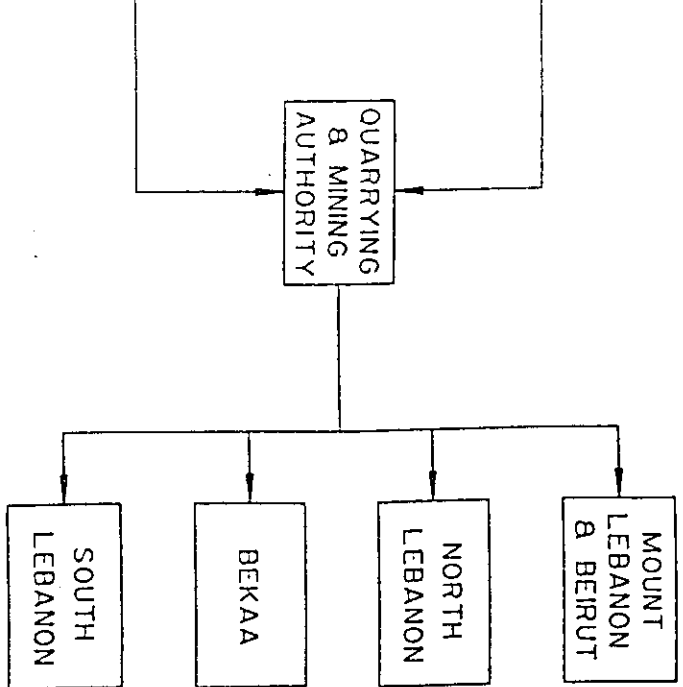 QUARRYING
& MINING
AUTHORITY
MOUNT
LEBANON
& BEIRUT
NORTH
LEBANON
BEKAA
SOUTH
LEBANON